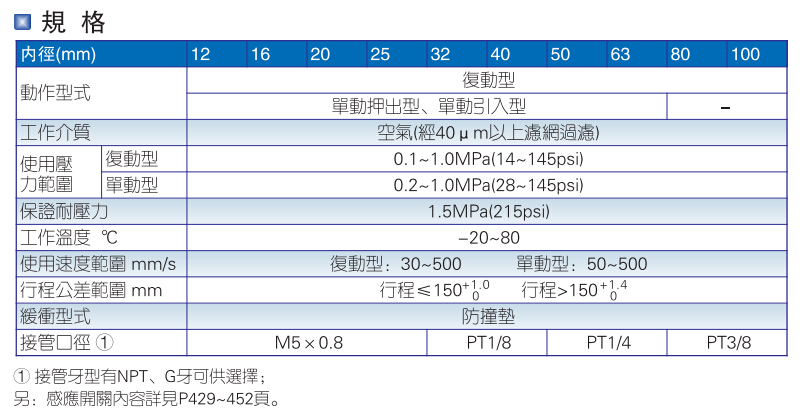 規 格
內徑(mm) 12 16 20 25 32 40 50 63 80 100
動作型式 復動型
單動押出型、單動引入型 –
工作介質 空氣(經40μm以上濾網過濾)
使用壓力範圍 復動型 0.1~1.0MPa(14~145psi)
單動型 0.2~1.0MPa(28~145psi)
保證耐壓力 1.5MPa(215psi)
工作溫度 ℃ –20~80
使用速度範圍 mm/s 復動型：30~500 單動型：50~500
行程公差範圍 mm 行程≤150 +1.0 0 行程>150 +1.4 0
緩衝型式 防撞墊
接管口徑 ① M5×0.8 PT1/8 PT1/4 PT3/8
① 接管牙型有NPT、G牙可供選擇；
另：感應開關內容詳見P429~452頁。